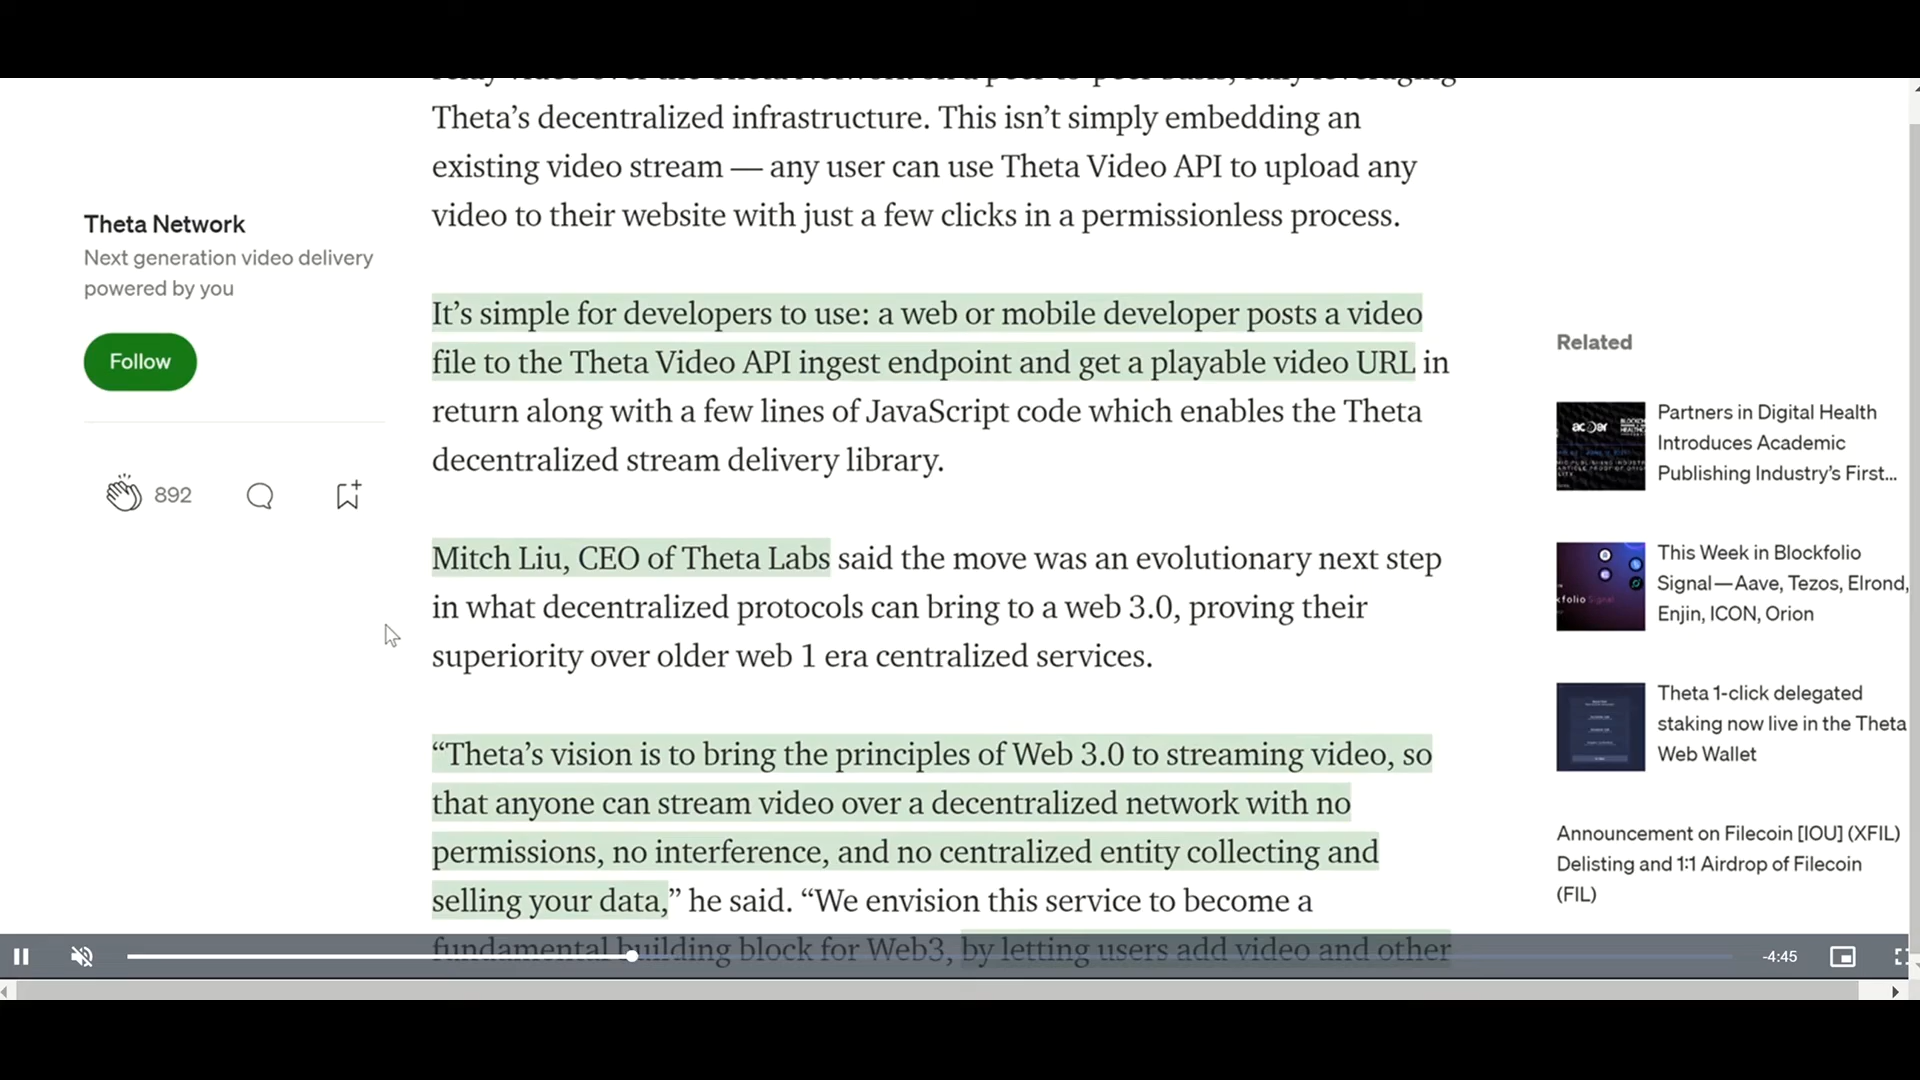 Theta’s decentralized infrastructure. This isn’t simply embedding an
existing video stream — any user can use Theta Video API to upload any
video to their website with just a few clicks in a permissionless process.
Theta Network
Next generation video delivery
powered by you
Follow
892
It’s simple for developers to use: a web or mobile developer posts a video
file to the Theta Video API ingest endpoint and get a playable video URL in
return along with a few lines of JavaScript code which enables the Theta
decentralized stream delivery library.
Mitch Liu, CEO of Theta Labs said the move was an evolutionary next step
in what decentralized protocols can bring to a web 3.0, proving their
superiority over older web 1 era centralized services.
“Theta’s vision is to bring the principles of Web 3.0 to streaming video, so
that anyone can stream video over a decentralized network with no
permissions, no interference, and no centralized entity collecting and
selling your data,” he said. “We envision this service to become a
fundamental building block for Web3, by letting users add video and other
Related
Partners in Digital Health
Introduces Academic
Publishing Industry’s First...
This Week in Blockfolio
Signal—Aave, Tezos, Elrond,
Enjin, ICON, Orion
Theta 1-click delegated
staking now live in the Theta
Web Wallet
Announcement on Filecoin [IOU] (XFIL)
Delisting and 1:1 Airdrop of Filecoin
(FIL)
-4:45